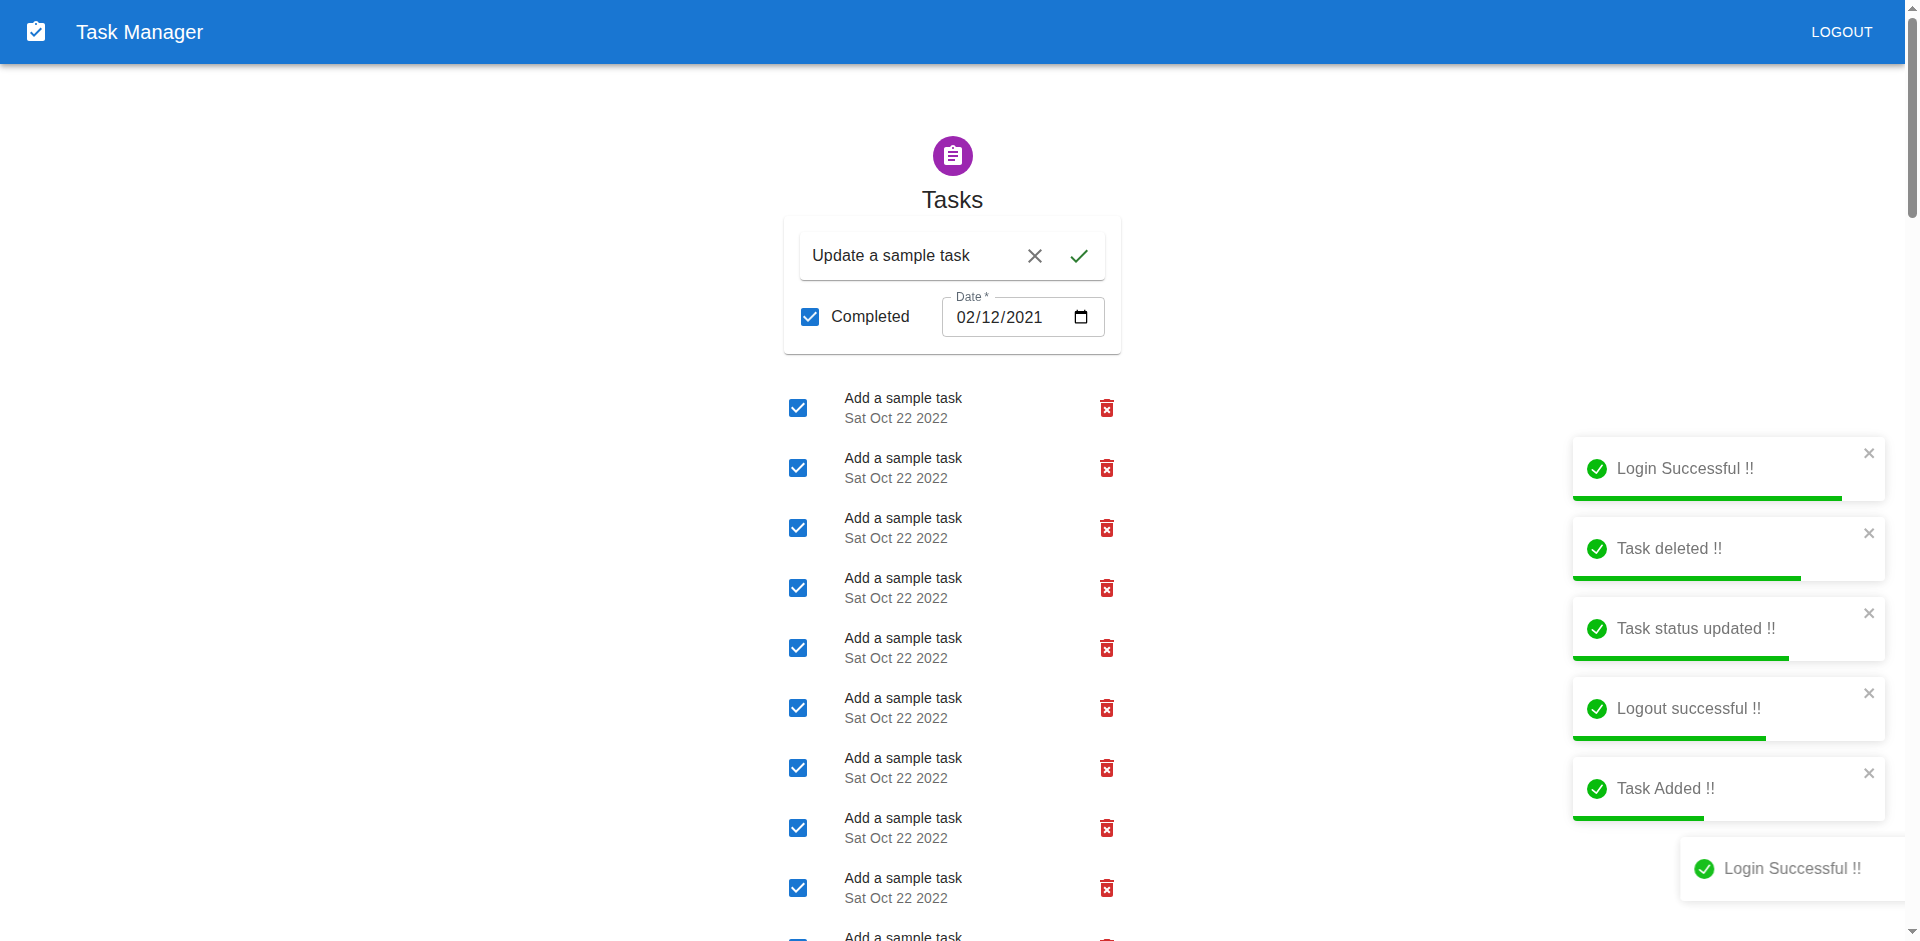 Task Manager
LOGOUT
Tasks
Update a sample task
Date *
Completed
02/12/2021
Add a sample task
Sat Oct 22 2022
Add a sample task
Sat Oct 22 2022
Add a sample task
Sat Oct 22 2022
Add a sample task
Sat Oct 22 2022
Add a sample task
Sat Oct 22 2022
Add a sample task
Sat Oct 22 2022
Add a sample task
Sat Oct 22 2022
Add a sample task
Sat Oct 22 2022
Add a sample task
Sat Oct 22 2022
Add a sample task
Login Successful !!
Task deleted !!
Task status updated !!
Logout successful !!
Task Added !!
Login Successful !!